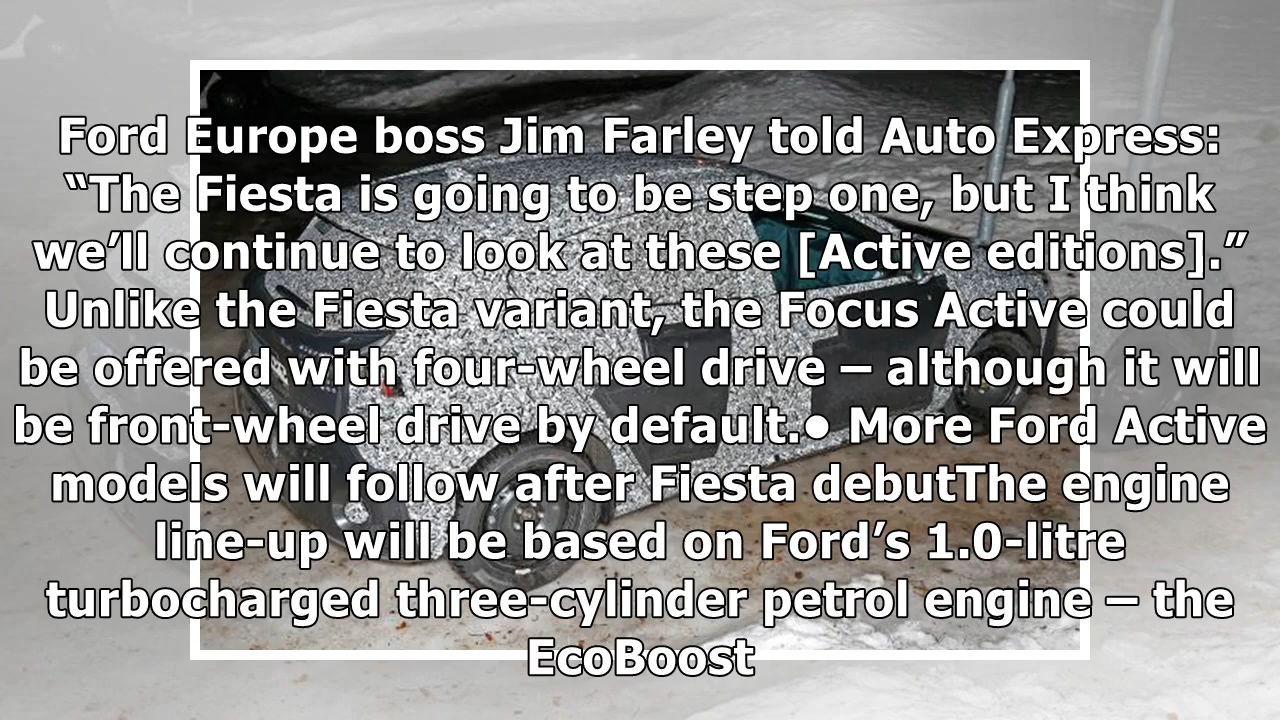 Ford Europe boss Jim Farley told Auto Express:
“The Fiesta is going to be step one, but I think
we’ll continue to look at these [Active editions].”
Unlike the Fiesta variant, the Focus Active could
be offered with four-wheel drive – although it will
be front-wheel drive by default.● More Ford Active
models will follow after Fiesta debutThe engine
line-up will be based on Ford’s 1.0-litre
turbocharged three-cylinder petrol engine – the
EcoBoost